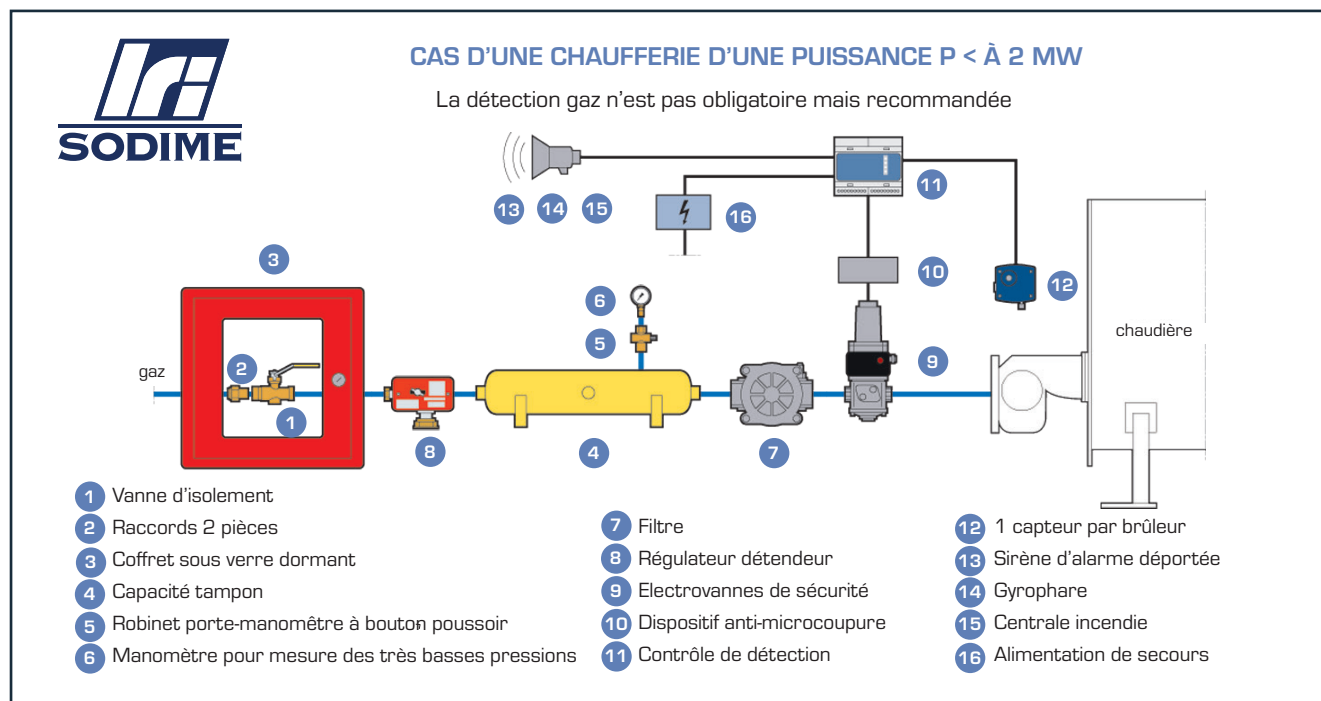 SODIME
CAS D'UNE CHAUFFERIE D'UNE PUISSANCE P < À 2 MW
La détection gaz n'est pas obligatoire mais recommandée
13 14 15
16
11
3
10
12
6
5
chaudière
gaz
2
9
1
8
4
7
1 Vanne d'isolement
2 Raccords 2 pièces
3 Coffret sous verre dormant
4 Capacité tampon
5 Robinet porte-manomêtre à bouton poussoir
6 Manomètre pour mesure des très basses pressions
7 Filtre
8 Régulateur détendeur
9 Electrovannes de sécurité
10 Dispositif anti-microcoupure
11 Contrôle de détection
12 1 capteur par brûleur
13 Sirène d'alarme déportée
14 Gyrophare
15 Centrale incendie
16 Alimentation de secours